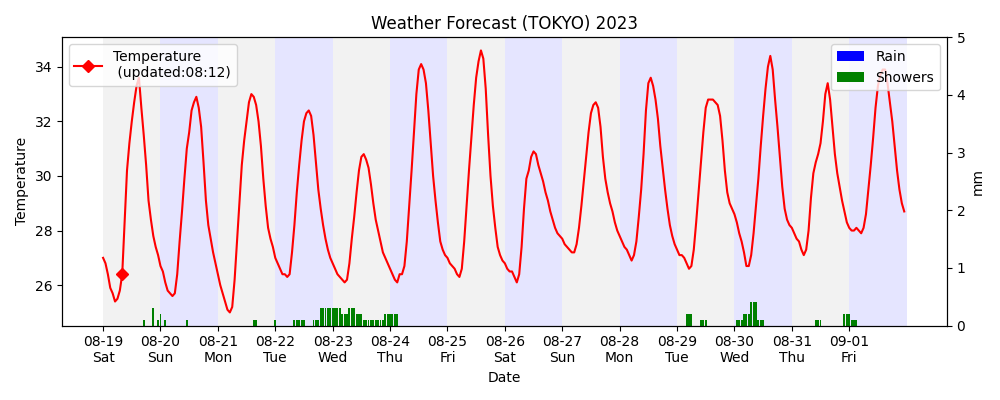 Weather Forecast (TOKYO) 2023
Temperature
(updated:08:12)
Rain
Showers
34
32
30
28
26
Temperature
5
4
3
2
1
0
mm
08-19 08-20 08-21 08-22 08-23 08-24 08-25 08-26 08-27 08-28 08-29 08-30 08-31 09-01
Sat Sun Mon Tue Wed Thu Fri Sat Sun Mon Tue Wed Thu Fri
Date